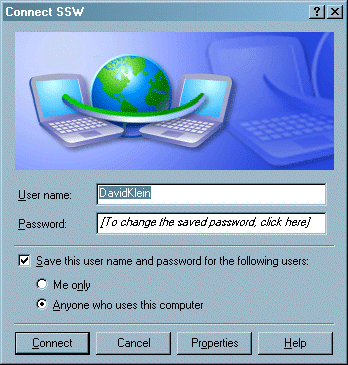 Connect SSW
User name:
DavidKlein
Password:
[To change the saved password, click here]
Save this user name and password for the following users:
Me only
Anyone who uses this computer
Connect
Cancel
Properties
Help